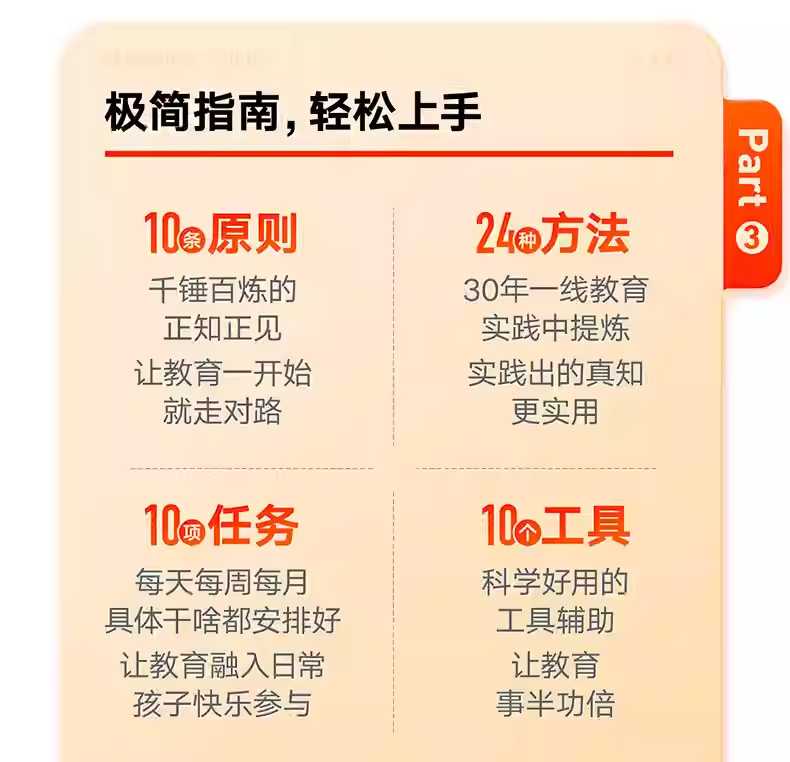 极简指南，轻松上手
Part 3
10条原则
千锤百炼的
正知正见
让教育一开始
就走对路
24种方法
30年一线教育
实践中提炼
实践出的真知
更实用
10项任务
每天每周每月
具体干啥都安排好
让教育融入日常
孩子快乐参与
10个工具
科学好用的
工具辅助
让教育
事半功倍